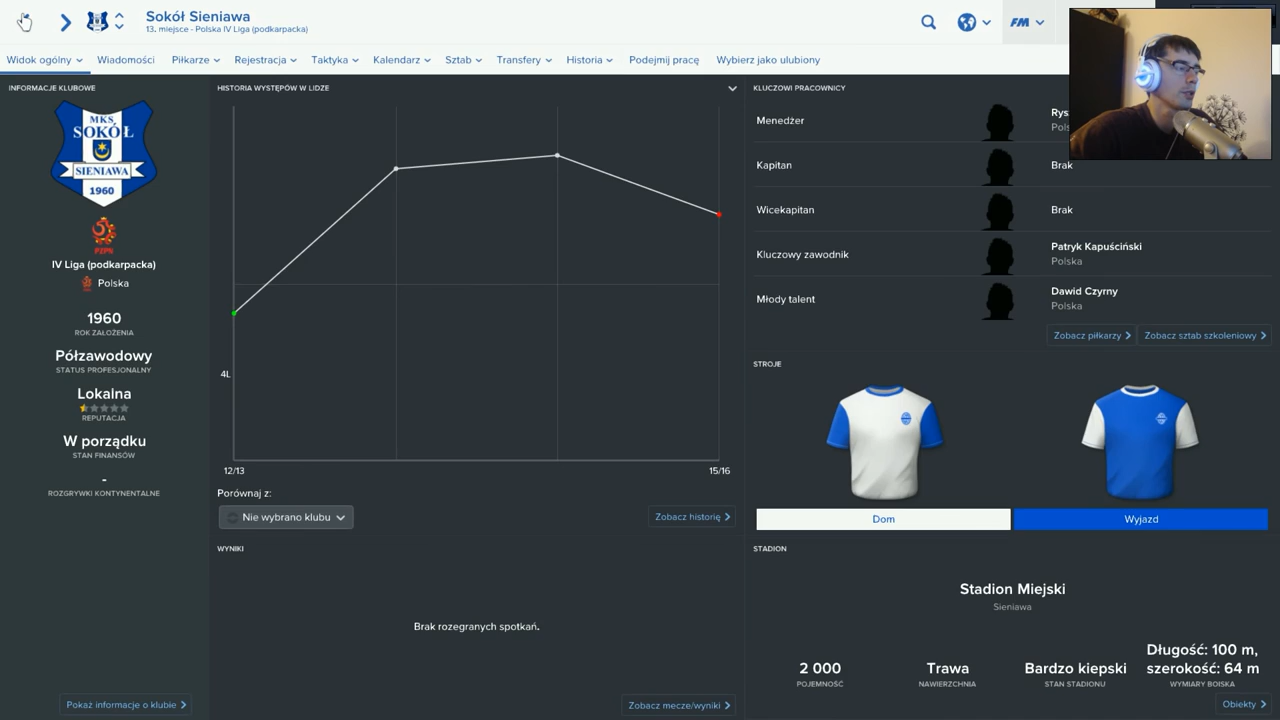 Sokół Sieniawa
13. miejsce - Polska IV Liga (podkarpacka)
FM
Widok ogólny
Wiadomości
Piłkarze
Rejestracja
Taktyka
Kalendarz
Sztab
Transfery
Historia
Podejmij pracę
Wybierz jako ulubiony
INFORMACJE KLUBOWE
MKS
SOKÓŁ
SIENIAWA
1960
PZPN
IV Liga (podkarpacka)
Polska
1960
ROK ZAŁOŻENIA
Półzawodowy
STATUS PROFESJONALNY
Lokalna
REPUTACJA
W porządku
STAN FINANSÓW
-
ROZGRYWKI KONTYNENTALNE
Pokaż informacje o klubie
HISTORIA WYSTĘPÓW W LIDZE
4L
12/13
15/16
Porównaj z:
Nie wybrano klubu
Zobacz historię
WYNIKI
Brak rozegranych spotkań.
Zobacz mecze/wyniki
KLUCZOWI PRACOWNICY
Menedżer
Kapitan
Brak
Wicekapitan
Brak
Kluczowy zawodnik
Patryk Kapuściński
Polska
Młody talent
Dawid Czyrny
Polska
Zobacz piłkarzy
Zobacz sztab szkoleniowy
STROJE
Dom
Wyjazd
STADION
Stadion Miejski
Sieniawa
2 000
POJEMNOŚĆ
Trawa
NAWIERZCHNIA
Bardzo kiepski
STAN STADIONU
Długość: 100 m,
szerokość: 64 m
WYMIARY BOISKA
Obiekty